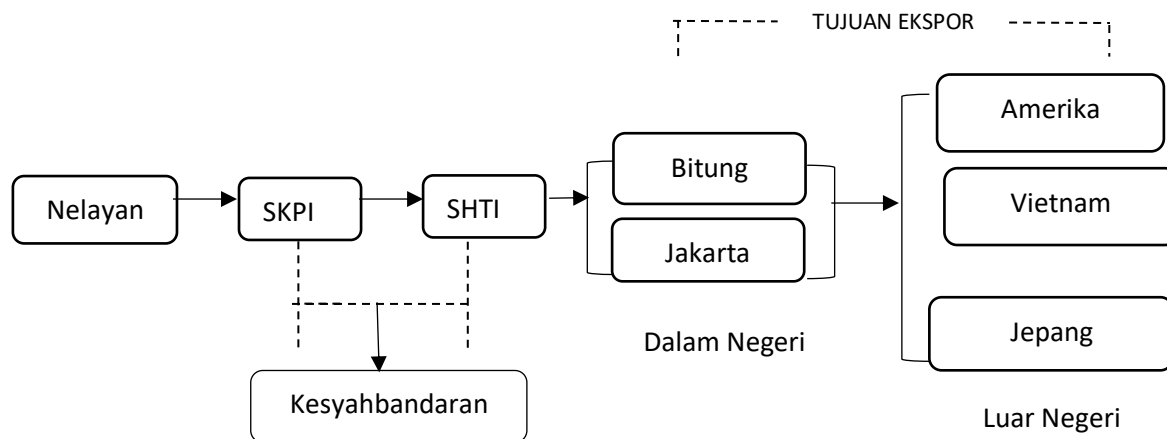 TUJUAN EKSPOR
Nelayan
SKPI
SHTI
Bitung
Jakarta
Dalam Negeri
Kesyahbandaran
Amerika
Vietnam
Jepang
Luar Negeri